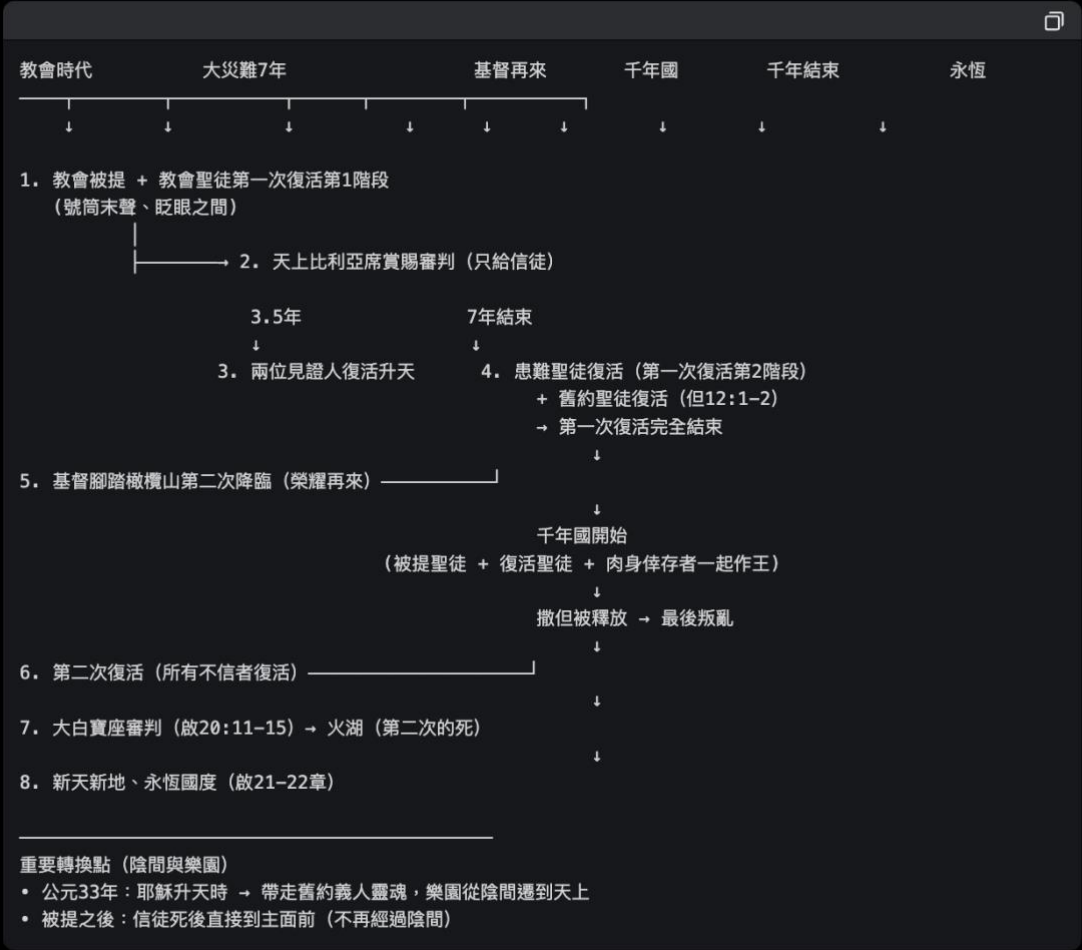 教會時代 大災難7年 基督再來 千年國 千年結束 永恆
↓ ↓ ↓ ↓ ↓ ↓ ↓ ↓ ↓
1. 教會被提 + 教會聖徒第一次復活第1階段
(號筒末聲、眨眼之間)
→ 2. 天上比利亞席賞賜審判（只給信徒）
3.5年 7年結束
↓ ↓
3. 兩位見證人復活升天 4. 患難聖徒復活（第一次復活第2階段）
+ 舊約聖徒復活（但12:1-2）
→ 第一次復活完全結束
↓
5. 基督腳踏橄欖山第二次降臨（榮耀再來）
↓
千年國開始
(被提聖徒 + 復活聖徒 + 肉身倖存者一起作王)
↓
撒但被釋放 → 最後叛亂
↓
6. 第二次復活（所有不信者復活）
↓
7. 大白寶座審判（啟20:11-15）→ 火湖（第二次的死）
↓
8. 新天新地、永恆國度（啟21-22章）
重要轉換點（陰間與樂園）
• 公元33年：耶穌升天時 → 帶走舊約義人靈魂，樂園從陰間遷到天上
• 被提之後：信徒死後直接到主面前（不再經過陰間）